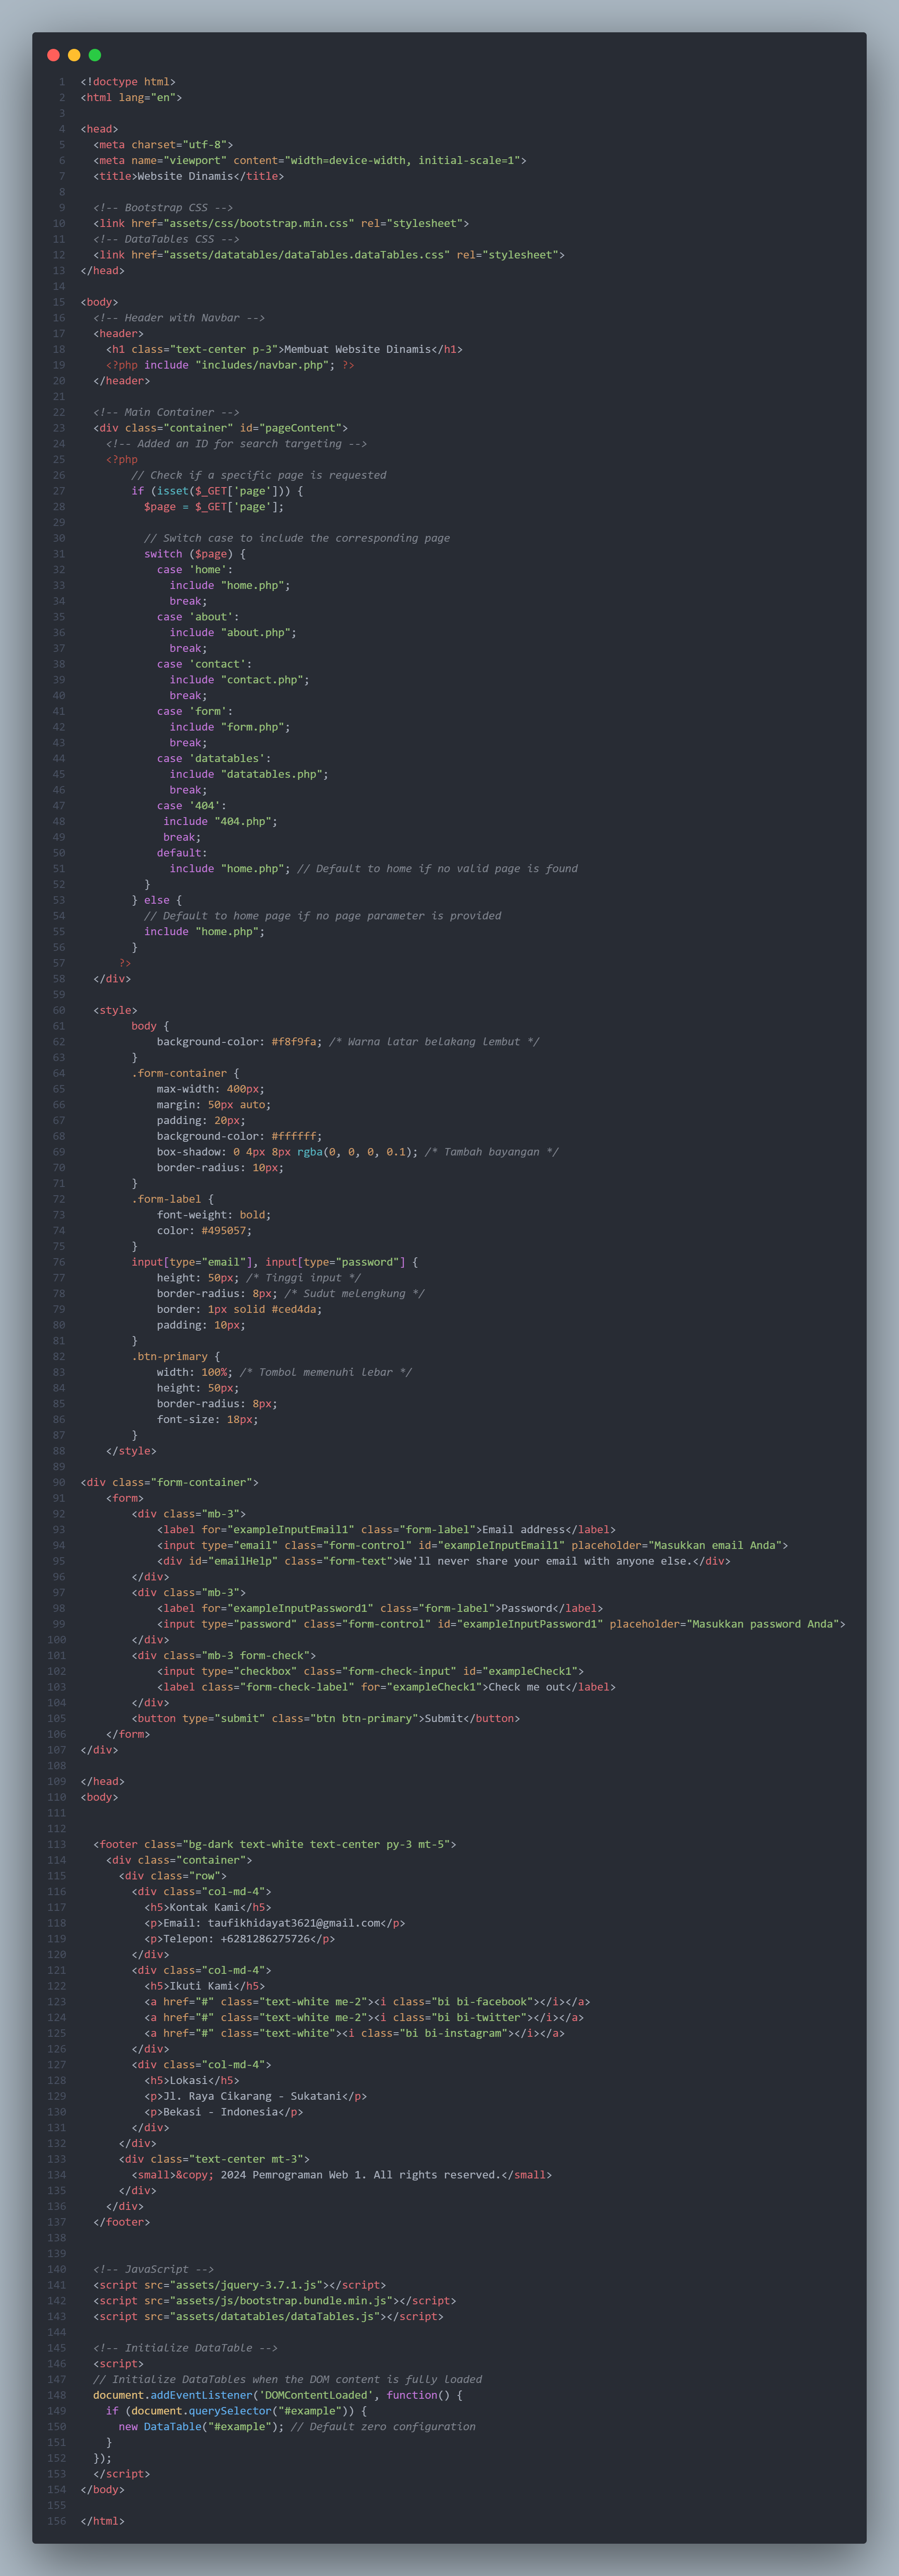 1 <!doctype html>
2 <html lang="en">
3
4 <head>
5   <meta charset="utf-8">
6   <meta name="viewport" content="width=device-width, initial-scale=1">
7   <title>Website Dinamis</title>
8
9   <!-- Bootstrap CSS -->
10   <link href="assets/css/bootstrap.min.css" rel="stylesheet">
11   <!-- DataTables CSS -->
12   <link href="assets/datatables/dataTables.dataTables.css" rel="stylesheet">
13 </head>
14
15 <body>
16   <!-- Header with Navbar -->
17   <header>
18     <h1 class="text-center p-3">Membuat Website Dinamis</h1>
19     <?php include "includes/navbar.php"; ?>
20   </header>
21
22   <!-- Main Container -->
23   <div class="container" id="pageContent">
24     <!-- Added an ID for search targeting -->
25     <?php
26         // Check if a specific page is requested
27         if (isset($_GET['page'])) {
28           $page = $_GET['page'];
29
30           // Switch case to include the corresponding page
31           switch ($page) {
32             case 'home':
33               include "home.php";
34               break;
35             case 'about':
36               include "about.php";
37               break;
38             case 'contact':
39               include "contact.php";
40               break;
41             case 'form':
42               include "form.php";
43               break;
44             case 'datatables':
45               include "datatables.php";
46               break;
47             case '404':
48              include "404.php";
49              break;
50             default:
51               include "home.php"; // Default to home if no valid page is found
52           }
53         } else {
54           // Default to home page if no page parameter is provided
55           include "home.php";
56         }
57       ?>
58   </div>
59
60   <style>
61         body {
62             background-color: #f8f9fa; /* Warna latar belakang lembut */
63         }
64         .form-container {
65             max-width: 400px;
66             margin: 50px auto;
67             padding: 20px;
68             background-color: #ffffff;
69             box-shadow: 0 4px 8px rgba(0, 0, 0, 0.1); /* Tambah bayangan */
70             border-radius: 10px;
71         }
72         .form-label {
73             font-weight: bold;
74             color: #495057;
75         }
76         input[type="email"], input[type="password"] {
77             height: 50px; /* Tinggi input */
78             border-radius: 8px; /* Sudut melengkung */
79             border: 1px solid #ced4da;
80             padding: 10px;
81         }
82         .btn-primary {
83             width: 100%; /* Tombol memenuhi lebar */
84             height: 50px;
85             border-radius: 8px;
86             font-size: 18px;
87         }
88     </style>
89
90 <div class="form-container">
91     <form>
92         <div class="mb-3">
93             <label for="exampleInputEmail1" class="form-label">Email address</label>
94             <input type="email" class="form-control" id="exampleInputEmail1" placeholder="Masukkan email Anda">
95             <div id="emailHelp" class="form-text">We'll never share your email with anyone else.</div>
96         </div>
97         <div class="mb-3">
98             <label for="exampleInputPassword1" class="form-label">Password</label>
99             <input type="password" class="form-control" id="exampleInputPassword1" placeholder="Masukkan password Anda">
100         </div>
101         <div class="mb-3 form-check">
102             <input type="checkbox" class="form-check-input" id="exampleCheck1">
103             <label class="form-check-label" for="exampleCheck1">Check me out</label>
104         </div>
105         <button type="submit" class="btn btn-primary">Submit</button>
106     </form>
107 </div>
108
109 </head>
110 <body>
111
112
113   <footer class="bg-dark text-white text-center py-3 mt-5">
114     <div class="container">
115       <div class="row">
116         <div class="col-md-4">
117           <h5>Kontak Kami</h5>
118           <p>Email: taufikhidayat3621@gmail.com</p>
119           <p>Telepon: +6281286275726</p>
120         </div>
121         <div class="col-md-4">
122           <h5>Ikuti Kami</h5>
123           <a href="#" class="text-white me-2"><i class="bi bi-facebook"></i></a>
124           <a href="#" class="text-white me-2"><i class="bi bi-twitter"></i></a>
125           <a href="#" class="text-white"><i class="bi bi-instagram"></i></a>
126         </div>
127         <div class="col-md-4">
128           <h5>Lokasi</h5>
129           <p>Jl. Raya Cikarang - Sukatani</p>
130           <p>Bekasi - Indonesia</p>
131         </div>
132       </div>
133       <div class="text-center mt-3">
134         <small>&copy; 2024 Pemrograman Web 1. All rights reserved.</small>
135       </div>
136     </div>
137   </footer>
138
139
140   <!-- JavaScript -->
141   <script src="assets/jquery-3.7.1.js"></script>
142   <script src="assets/js/bootstrap.bundle.min.js"></script>
143   <script src="assets/datatables/dataTables.js"></script>
144
145   <!-- Initialize DataTable -->
146   <script>
147   // Initialize DataTables when the DOM content is fully loaded
148   document.addEventListener('DOMContentLoaded', function() {
149     if (document.querySelector("#example")) {
150       new DataTable("#example"); // Default zero configuration
151     }
152   });
153   </script>
154 </body>
155
156 </html>